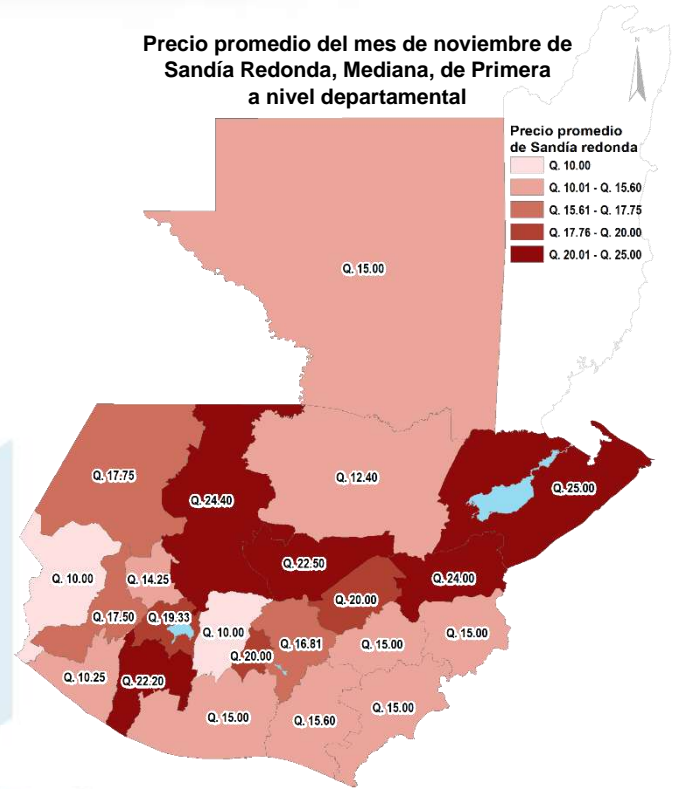 Precio promedio del mes de noviembre de
Sandía Redonda, Mediana, de Primera
a nivel departamental
N
Precio promedio
de Sandía redonda
Q. 10.00
Q. 10.01 - Q. 15.60
Q. 15.61 - Q. 17.75
Q. 17.76 - Q. 20.00
Q. 20.01 - Q. 25.00
Q. 15.00
Q. 17.75
Q. 24.40
Q. 12.40
Q. 25.00
Q. 10.00
Q. 14.25
Q. 22.50
Q. 24.00
Q. 17.50
Q. 19.33
Q. 10.00
Q. 20.00
Q. 20.00
Q. 16.81
Q. 15.00
Q. 15.00
Q. 10.25
Q. 22.20
Q. 15.00
Q. 15.60
Q. 15.00